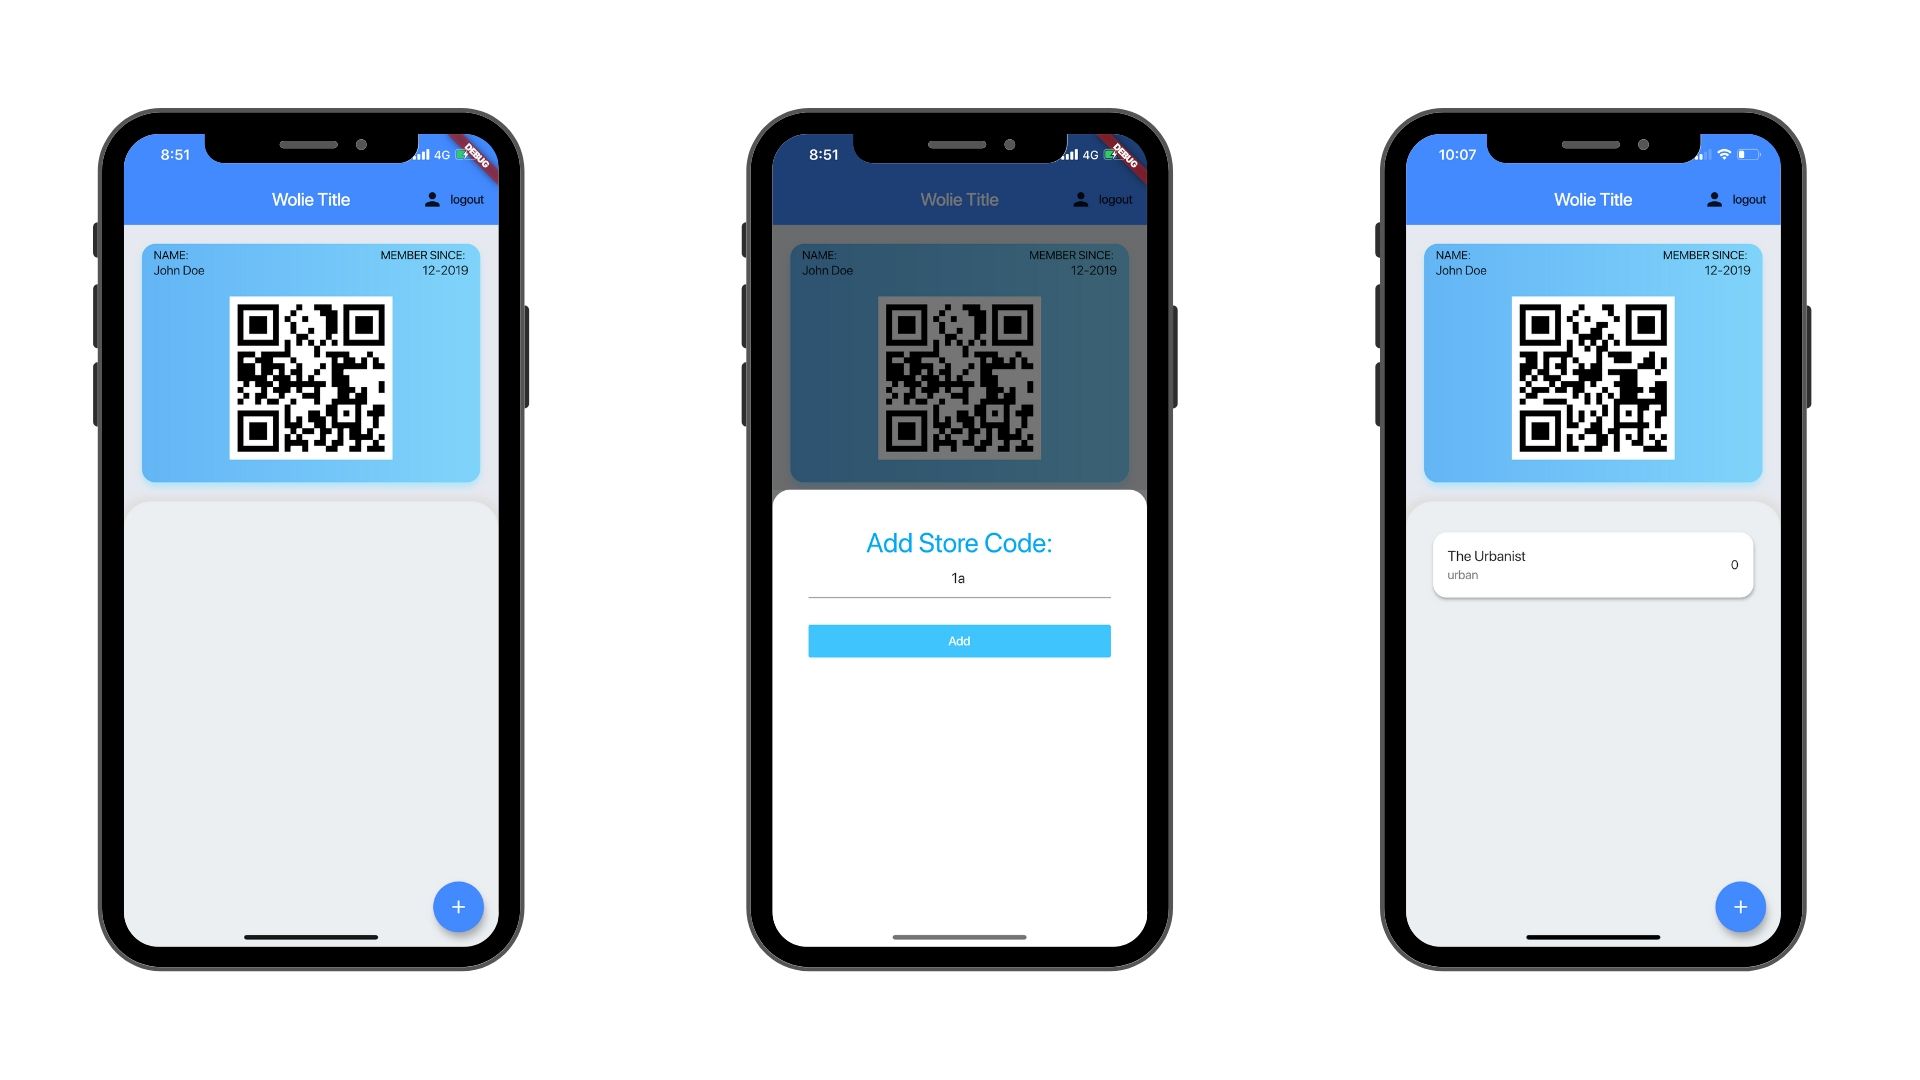 8:51
4G
DEBUG
Wolie Title
logout
NAME:
MEMBER SINCE:
John Doe
12-2019
+
8:51
4G
DEBUG
Wolie Title
logout
NAME:
MEMBER SINCE:
John Doe
12-2019
Add Store Code:
1a
Add
10:07
Wolie Title
logout
NAME:
MEMBER SINCE:
John Doe
12-2019
The Urbanist
urban
0
+